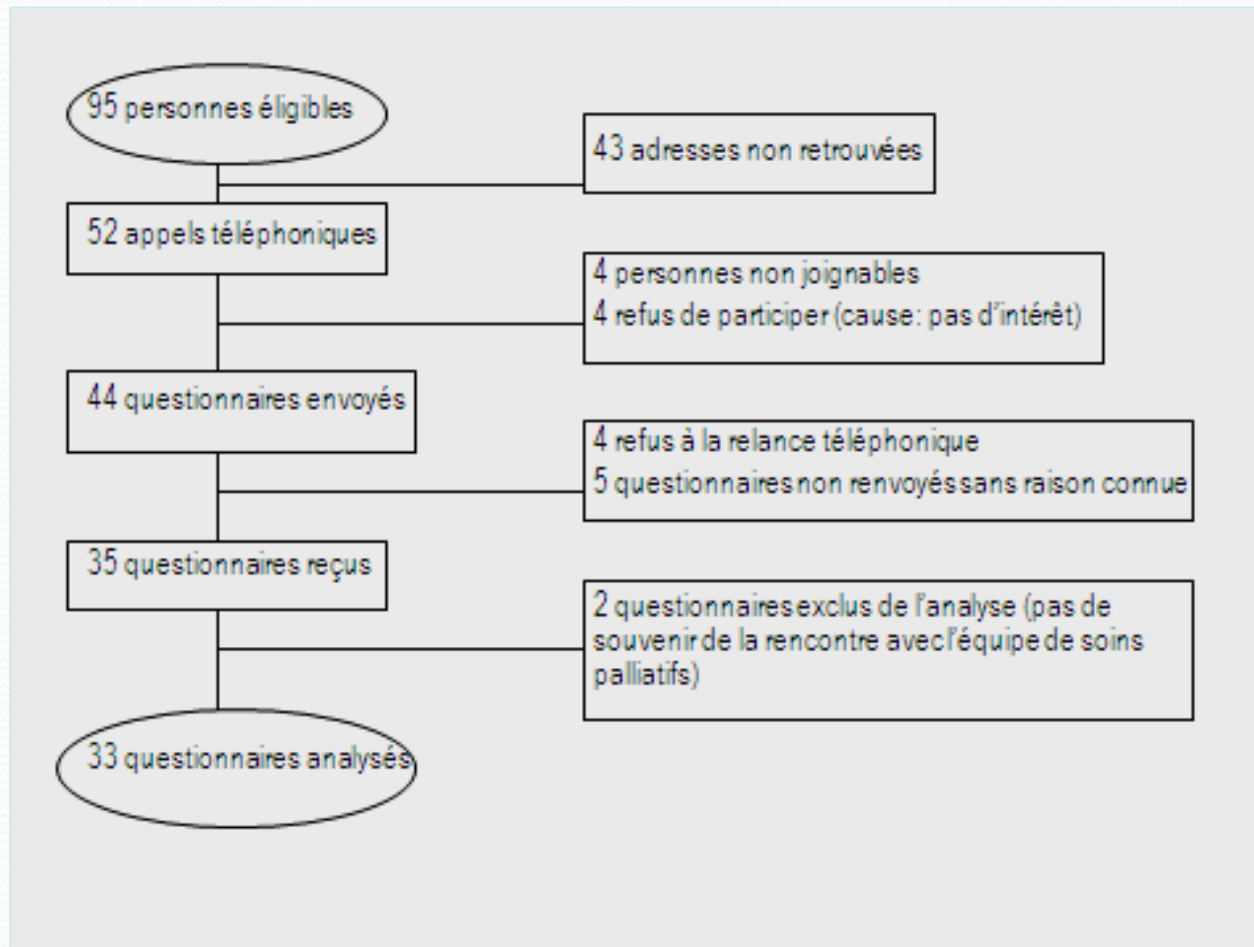 95 personnes éligibles
43 adresses non retrouvées
52 appels téléphoniques
4 personnes non joignables
4 refus de participer (cause: pas d'intérêt)
44 questionnaires envoyés
4 refus à la relance téléphonique
5 questionnaires non renvoyés sans raison connue
35 questionnaires reçus
2 questionnaires exclus de l'analyse (pas de
souvenir de la rencontre avec l'équipe de soins
palliatifs)
33 questionnaires analysés